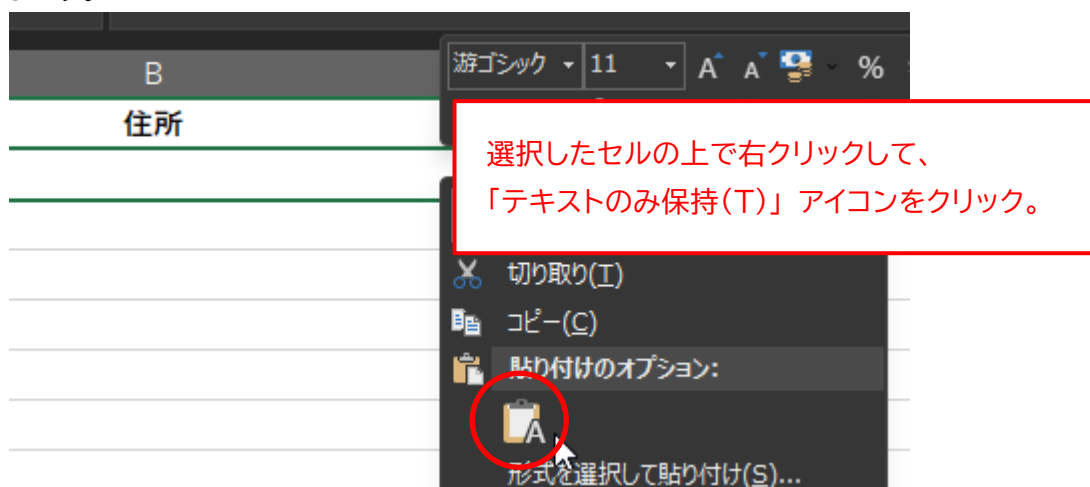 B
游ゴシック 11 A A %
住所
選択したセルの上で右クリックして、
「テキストのみ保持(T)」アイコンをクリック。
切り取り(T)
コピー(C)
貼り付けのオプション:
A
形式を選択して貼り付け(S)...